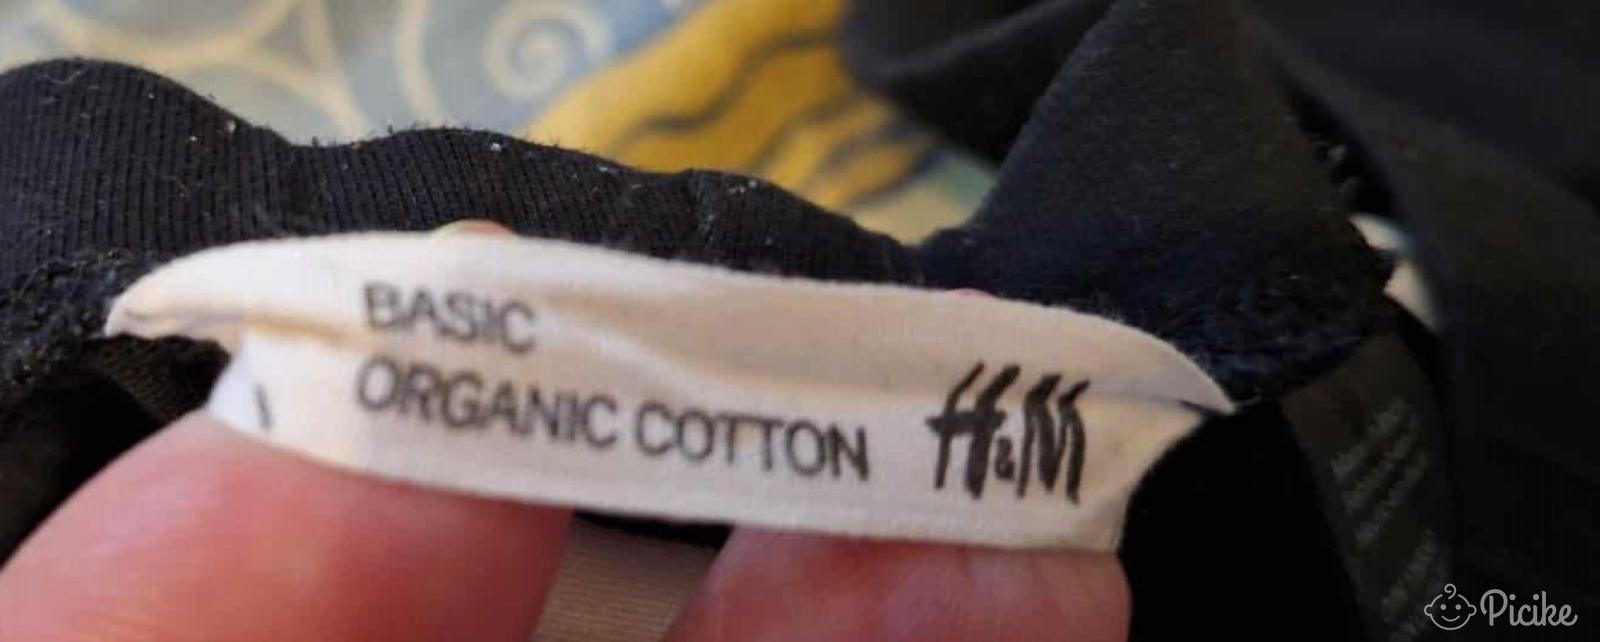 BASIC
ORGANIC COTTON
H&M
Picike